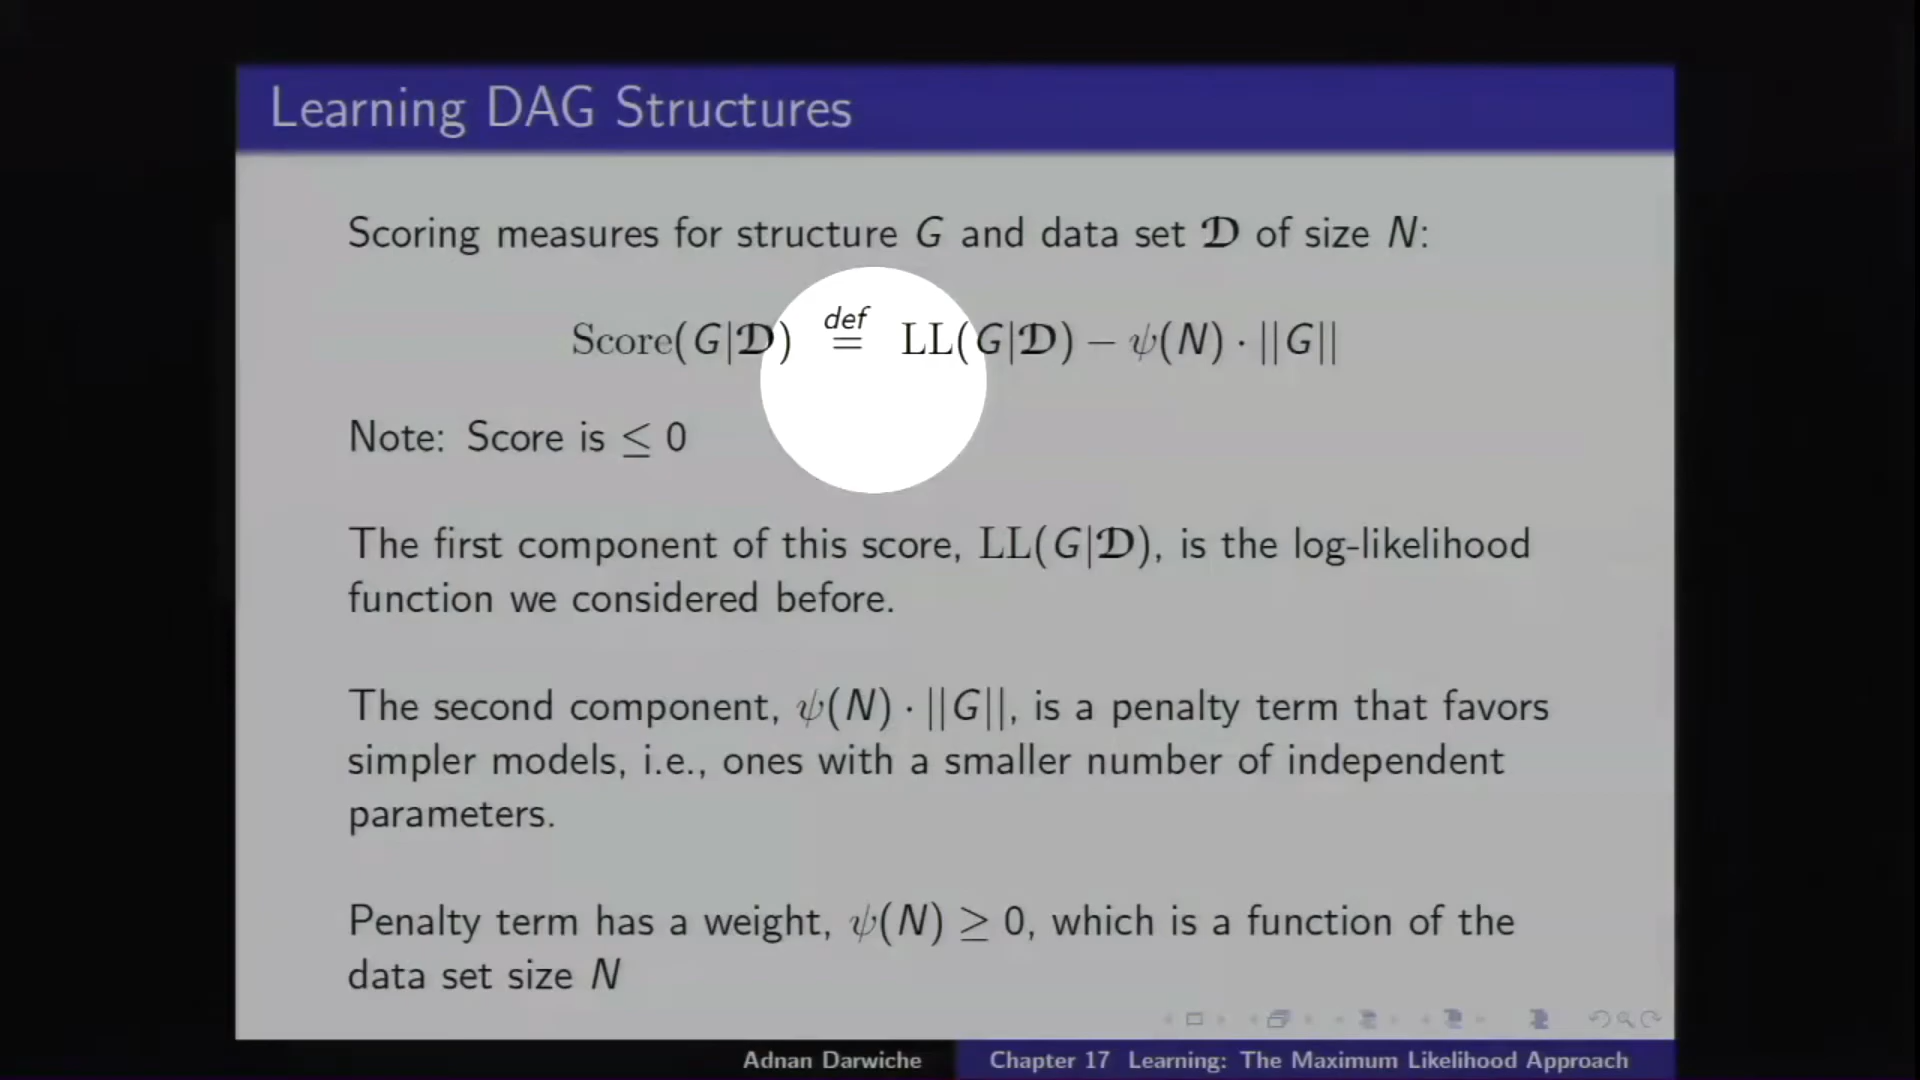 Learning DAG Structures
Scoring measures for structure G and data set 𝒟 of size N:
Score(G|𝒟) def= LL(G|𝒟) − ψ(N) · ||G||
Note: Score is ≤ 0
The first component of this score, LL(G|𝒟), is the log-likelihood
function we considered before.
The second component, ψ(N) · ||G||, is a penalty term that favors
simpler models, i.e., ones with a smaller number of independent
parameters.
Penalty term has a weight, ψ(N) ≥ 0, which is a function of the
data set size N
Adnan Darwiche Chapter 17 Learning: The Maximum Likelihood Approach